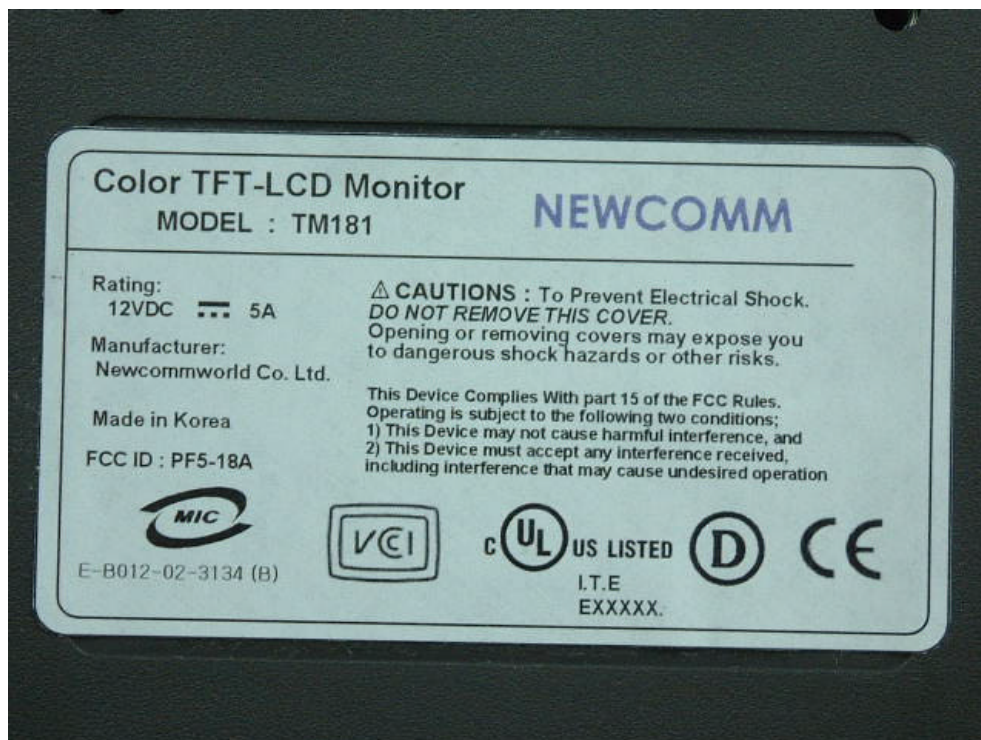 Color TFT-LCD Monitor
MODEL : TM181
NEWCOMM
Rating:
12VDC 5A
Manufacturer:
Newcommworld Co. Ltd.
Made in Korea
FCC ID : PF5-18A
⚠ CAUTIONS : To Prevent Electrical Shock.
DO NOT REMOVE THIS COVER.
Opening or removing covers may expose you
to dangerous shock hazards or other risks.
This Device Complies With part 15 of the FCC Rules.
Operating is subject to the following two conditions;
1) This Device may not cause harmful interference, and
2) This Device must accept any interference received,
including interference that may cause undesired operation
MIC
E-B012-02-3134 (B)
VCI
C UL US LISTED
I.T.E
EXXXXX.
D
CE